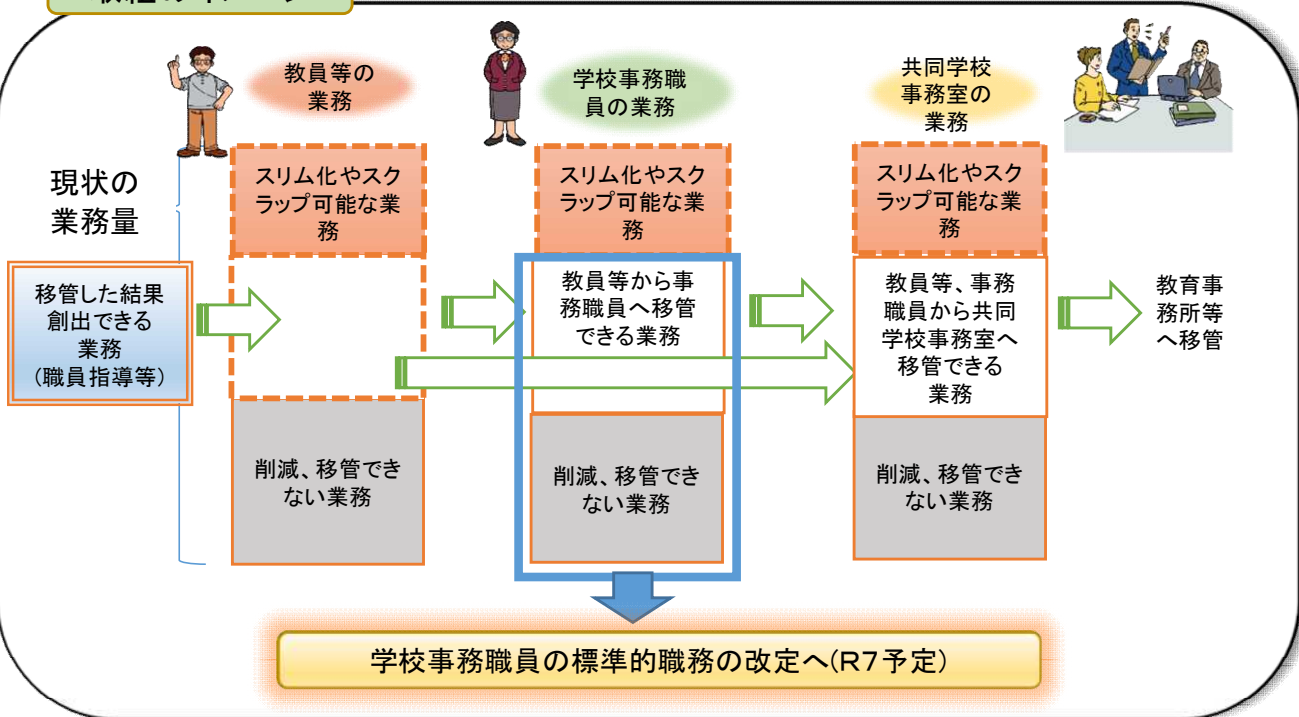 教員等の
業務
学校事務職
員の業務
共同学校
事務室の
業務
現状の
業務量
スリム化やスク
ラップ可能な業
務
スリム化やスク
ラップ可能な業
務
スリム化やスク
ラップ可能な業
務
移管した結果
創出できる
業務
(職員指導等)
教員等から事
務職員へ移管
できる業務
教員等、事務
職員から共同
学校事務室へ
移管できる
業務
教育事
務所等
へ移管
削減、移管でき
ない業務
削減、移管でき
ない業務
削減、移管でき
ない業務
学校事務職員の標準的職務の改定へ(R7予定)